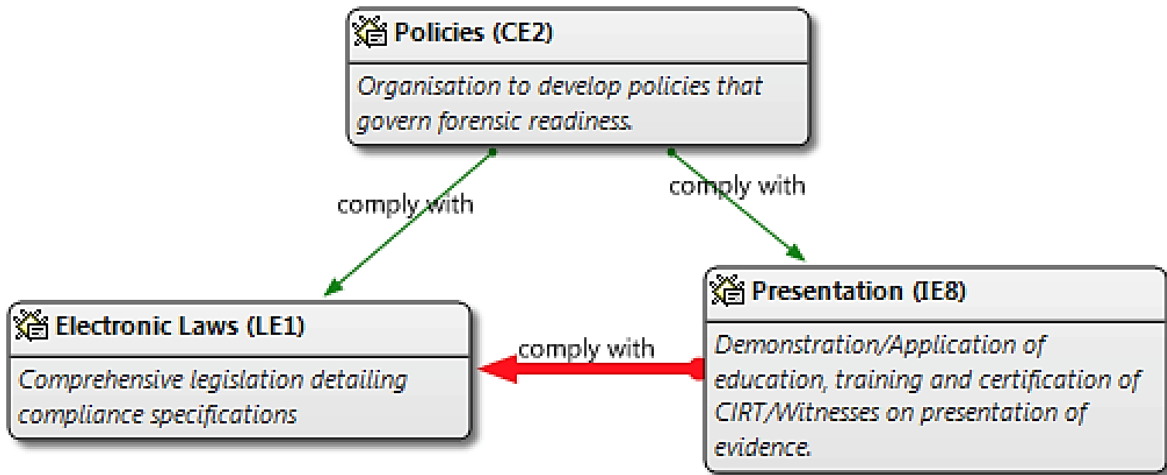 Policies (CE2)
Organisation to develop policies that
govern forensic readiness.
comply with
comply with
Electronic Laws (LE1)
Comprehensive legislation detailing
compliance specifications
comply with
Presentation (IE8)
Demonstration/Application of
education, training and certification of
CIRT/Witnesses on presentation of
evidence.